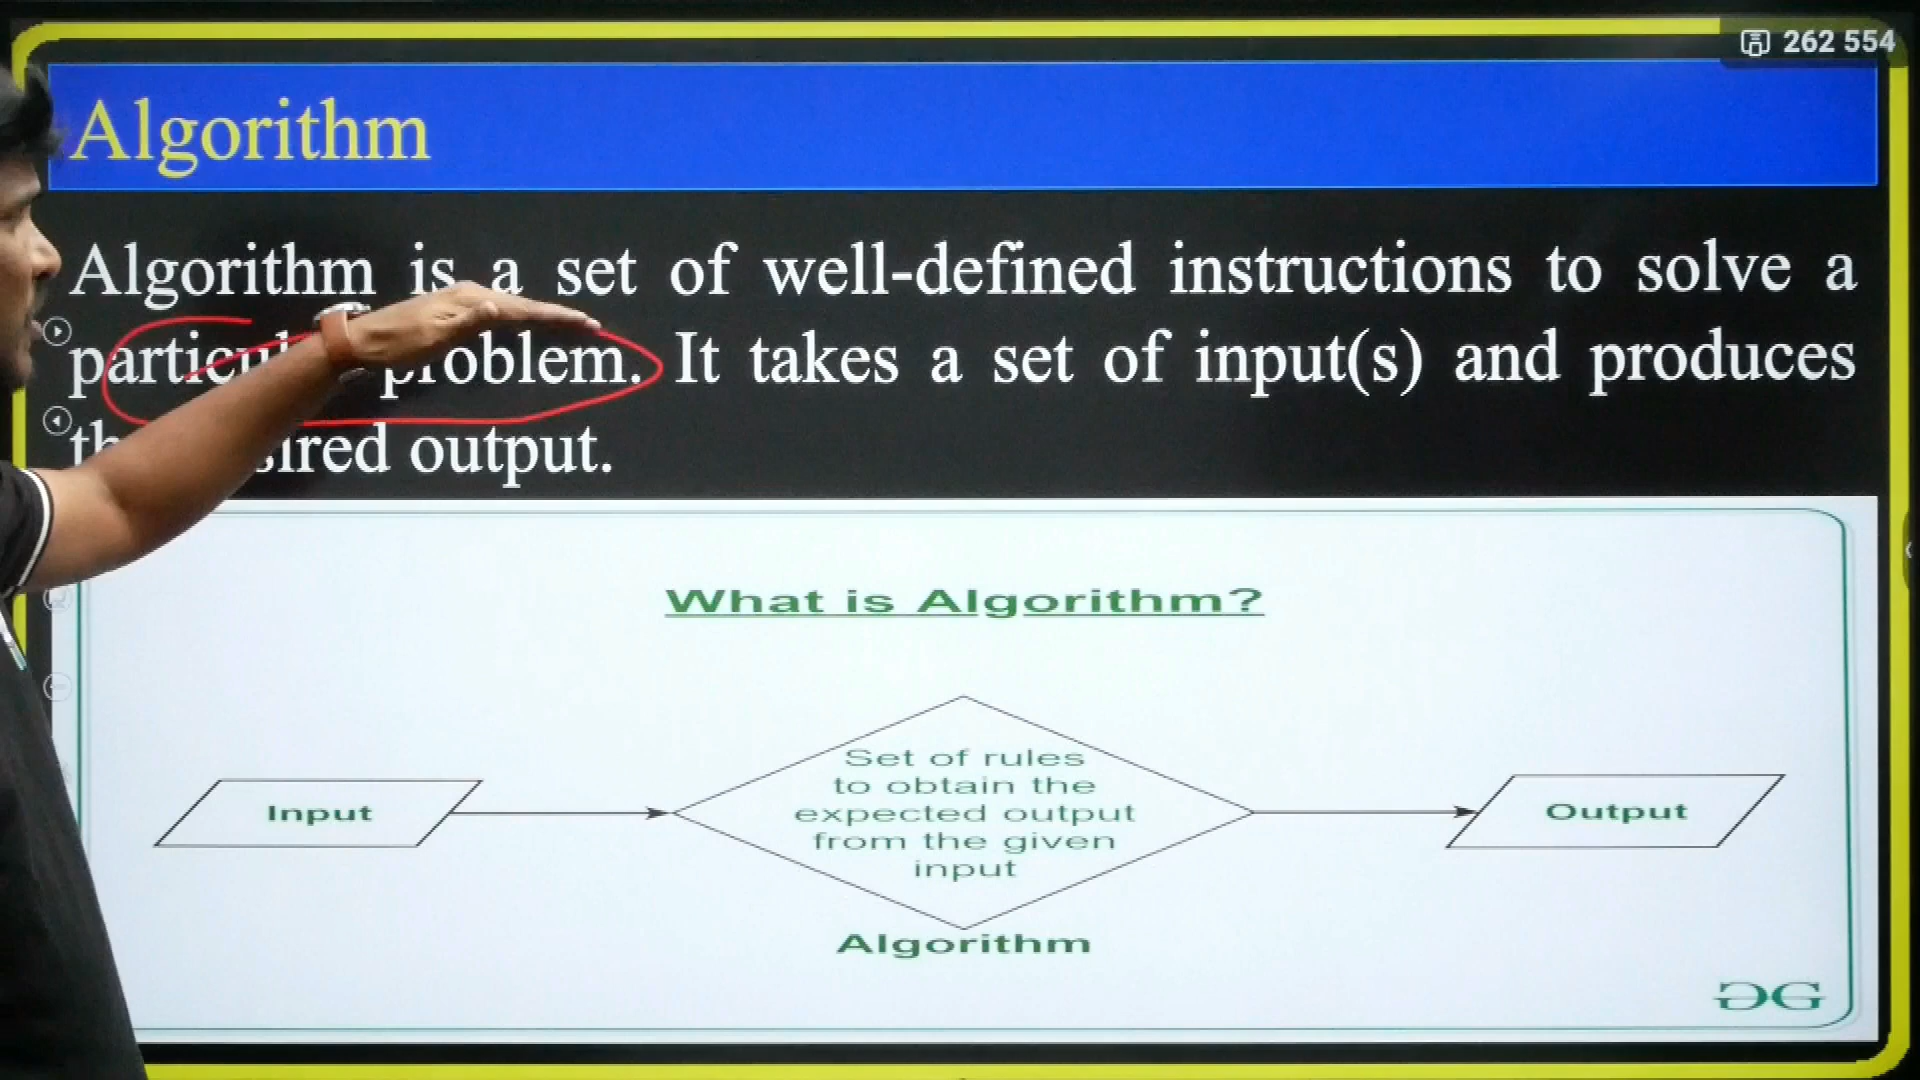 262 554
Algorithm
Algorithm is a set of well-defined instructions to solve a
problem. It takes a set of input(s) and produces
output.
What is Algorithm?
Set of rules
to obtain the
expected output
from the given
input
Input
Output
Algorithm